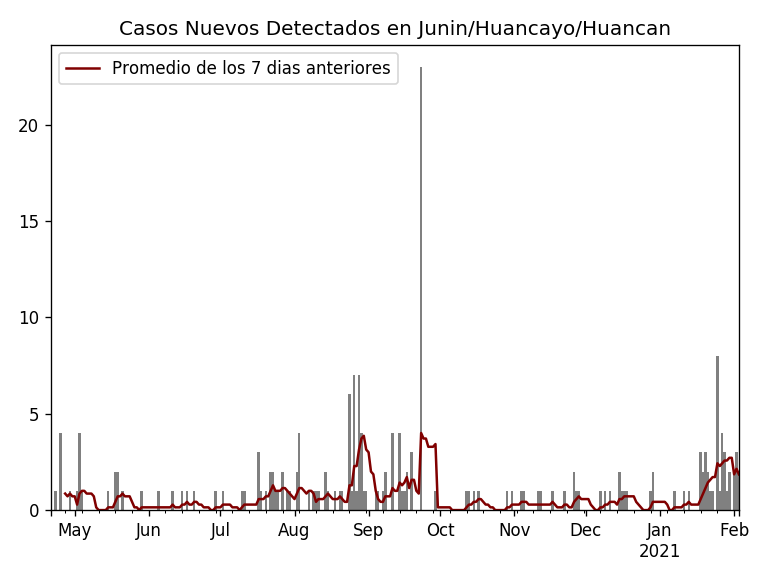 Casos Nuevos Detectados en Junin/Huancayo/Huancan
Promedio de los 7 dias anteriores
20
15
10
5
0
May Jun Jul Aug Sep Oct Nov Dec Jan Feb
2021